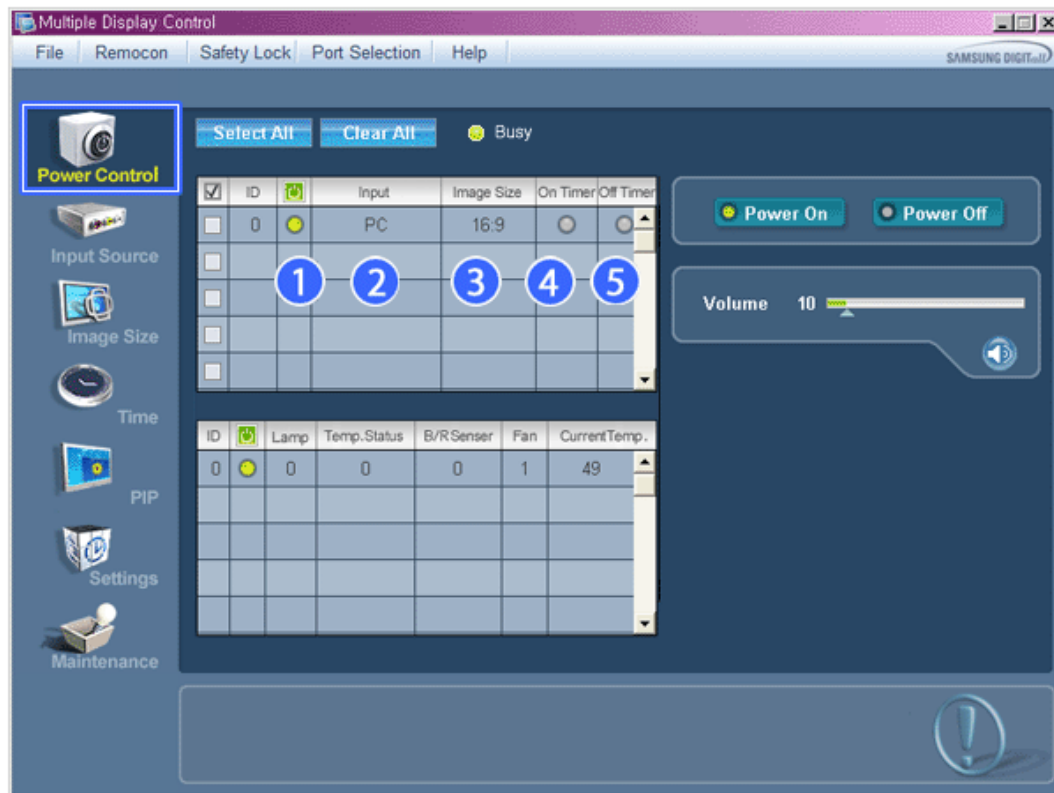 Multiple Display Control
File Remocon Safety Lock Port Selection Help
SAMSUNG DIGITall
Power Control
Input Source
Image Size
Time
PIP
Settings
Maintenance
Select All Clear All Busy
ID Input Image Size On Timer Off Timer
0 PC 16:9
1 2 3 4 5
ID Lamp Temp.Status B/RSenser Fan CurrentTemp.
0 0 0 0 1 49
Power On Power Off
Volume 10